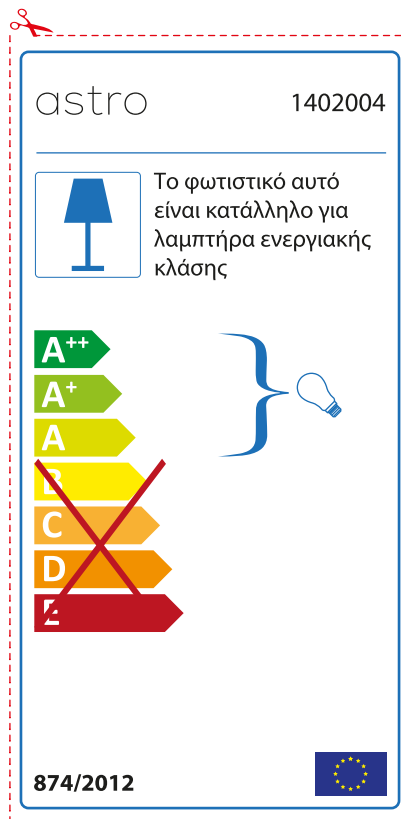 astro
1402004
Το φωτιστικό αυτό
είναι κατάλληλο για
λαμπτήρα ενεργιακής
κλάσης
A++
A+
A
B
C
D
E
874/2012